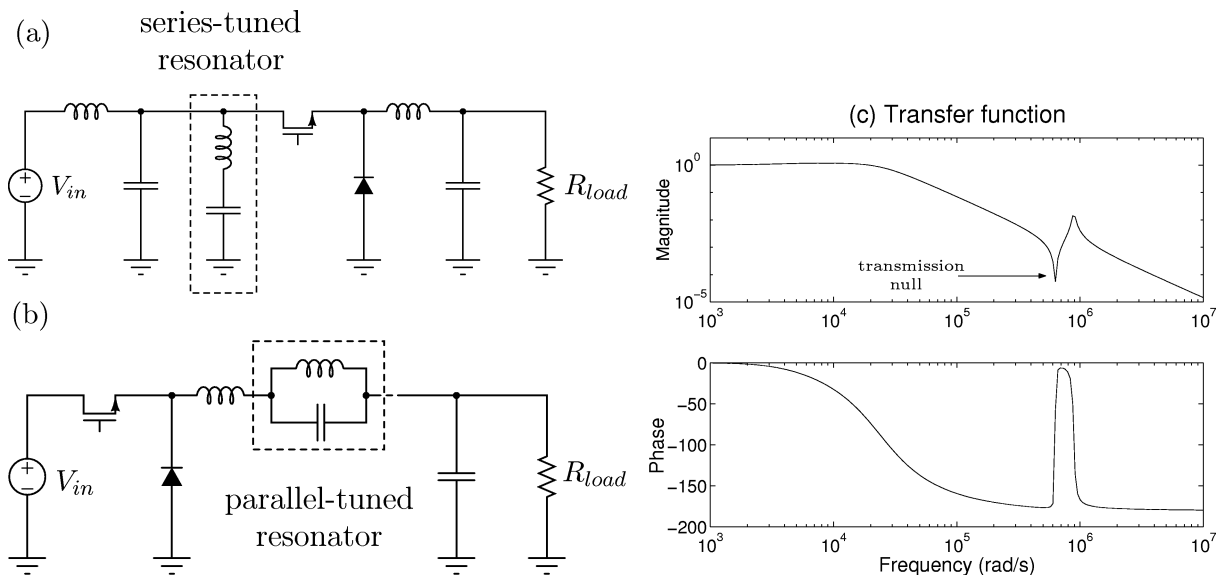 (a)
series-tuned
resonator
V_in
+
−
R_load
(b)
V_in
+
−
R_load
parallel-tuned
resonator
(c) Transfer function
Magnitude
10^0
10^-5
transmission
null
10^3 10^4 10^5 10^6 10^7
Phase
0
−50
−100
−150
−200
10^3 10^4 10^5 10^6 10^7
Frequency (rad/s)